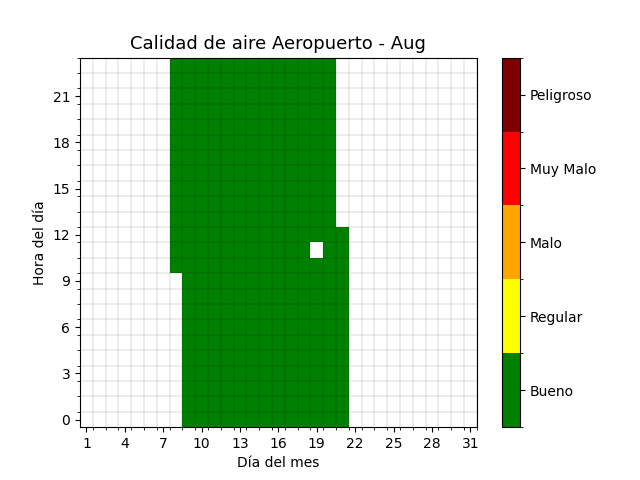 Calidad de aire Aeropuerto - Aug
Hora del día
21
18
15
12
9
6
3
0
1 4 7 10 13 16 19 22 25 28 31
Día del mes
Peligroso
Muy Malo
Malo
Regular
Bueno